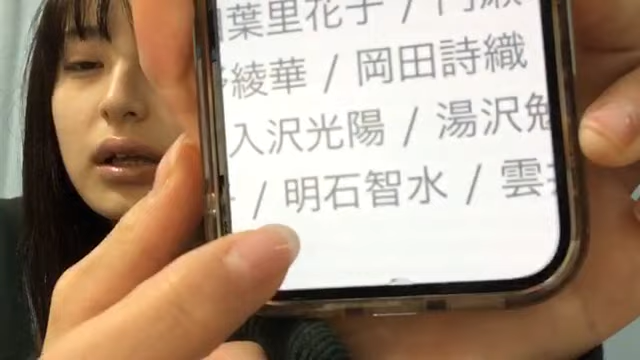 葉里花子 /
綾華 / 岡田詩織
入沢光陽 / 湯沢勉
/ 明石智水 / 雲